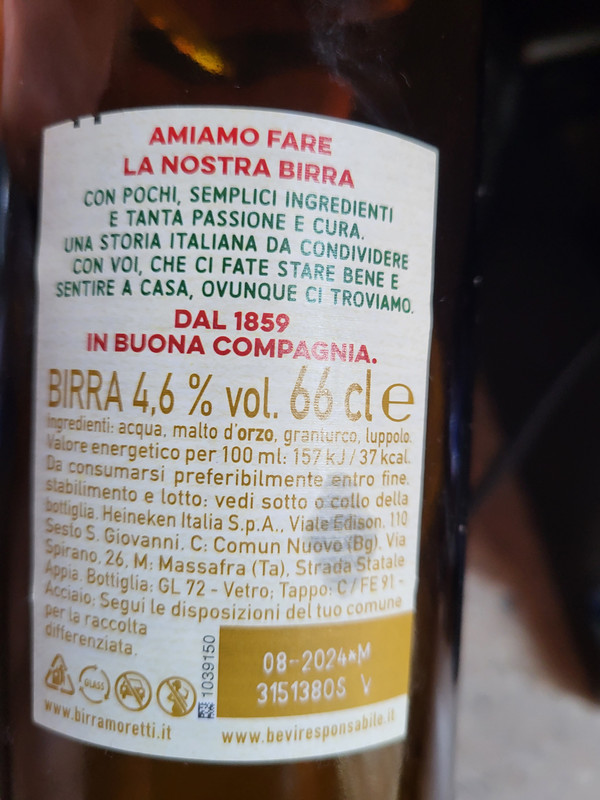 AMIAMO FARE
LA NOSTRA BIRRA
CON POCHI, SEMPLICI INGREDIENTI
E TANTA PASSIONE E CURA.
UNA STORIA ITALIANA DA CONDIVIDERE
CON VOI, CHE CI FATE STARE BENE E
SENTIRE A CASA, OVUNQUE CI TROVIAMO.
DAL 1859
IN BUONA COMPAGNIA.
BIRRA 4,6 % vol. 66 cl e
Ingredienti: acqua, malto d'orzo, granturco, luppolo.
Valore energetico per 100 ml: 157 kJ / 37 kcal.
Da consumarsi preferibilmente entro fine,
stabilimento e lotto: vedi sotto o collo della
bottiglia. Heineken Italia S.p.A., Viale Edison, 110
Sesto S. Giovanni. C: Comun Nuovo (Bg), Via
Spirano, 26, M: Massafra (Ta), Strada Statale
Appia. Bottiglia: GL 72 - Vetro; Tappo: C/FE 91 -
Acciaio; Segui le disposizioni del tuo comune
per la raccolta
differenziata.
1039150
08-2024 M
3151380S V
GLASS
www.birramoretti.it
www.beviresponsabile.it